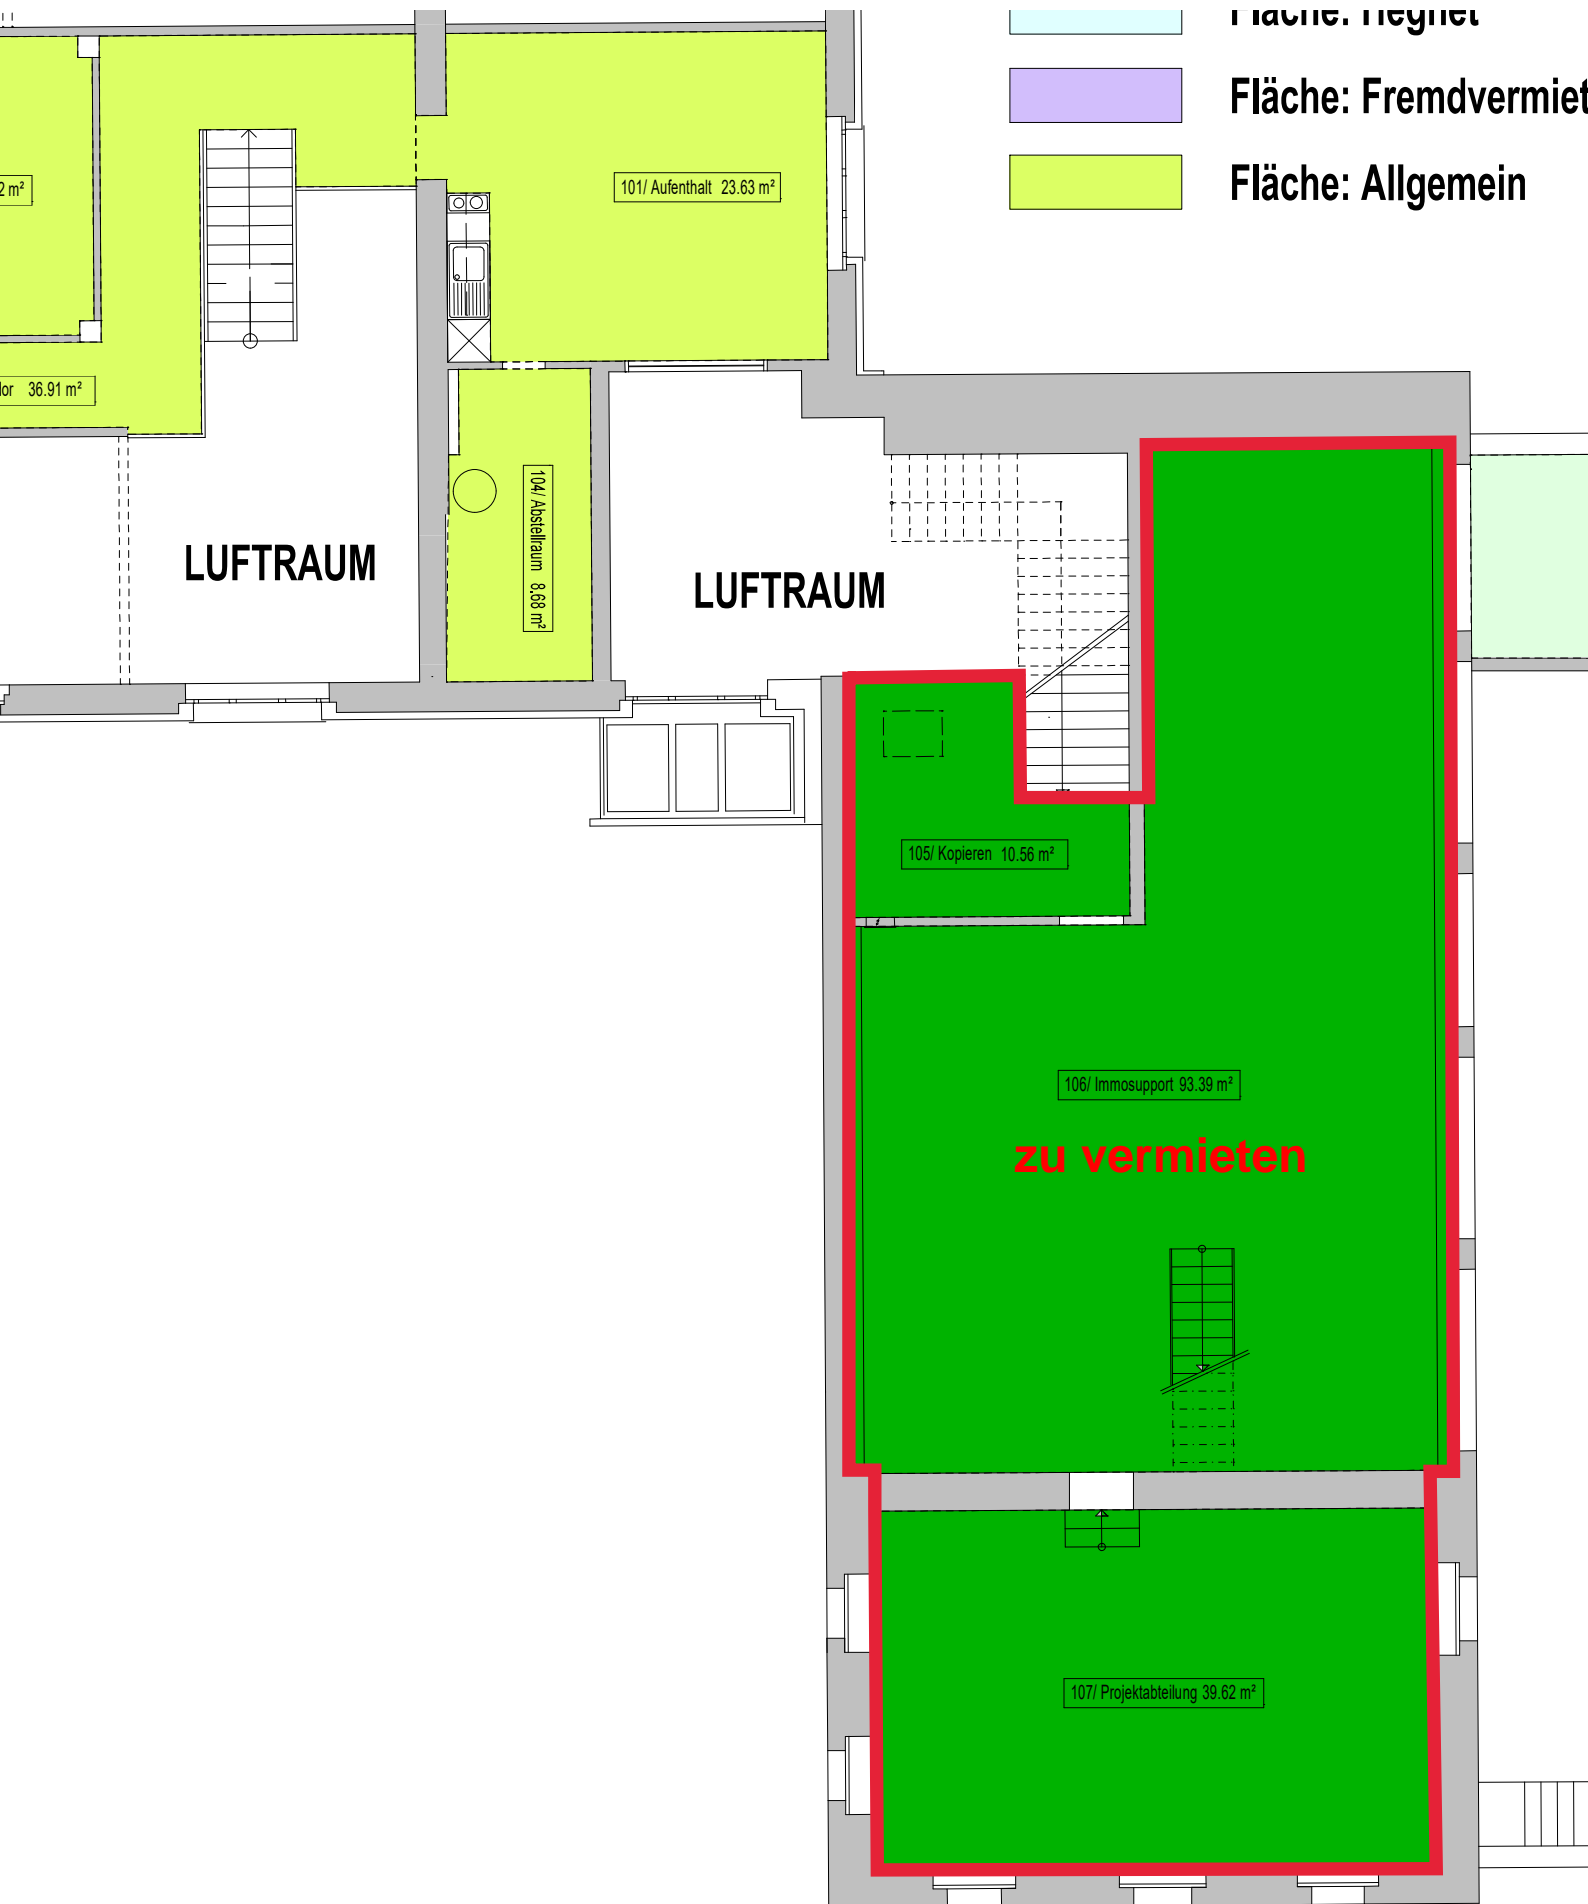 Fläche: Fremdvermiet
Fläche: Allgemein
2 m²
101/ Aufenthalt 23.63 m²
lor 36.91 m²
104/ Abstellraum 8.68 m²
LUFTRAUM
LUFTRAUM
105/ Kopieren 10.56 m²
106/ Immosupport 93.39 m²
zu vermieten
107/ Projektabteilung 39.62 m²